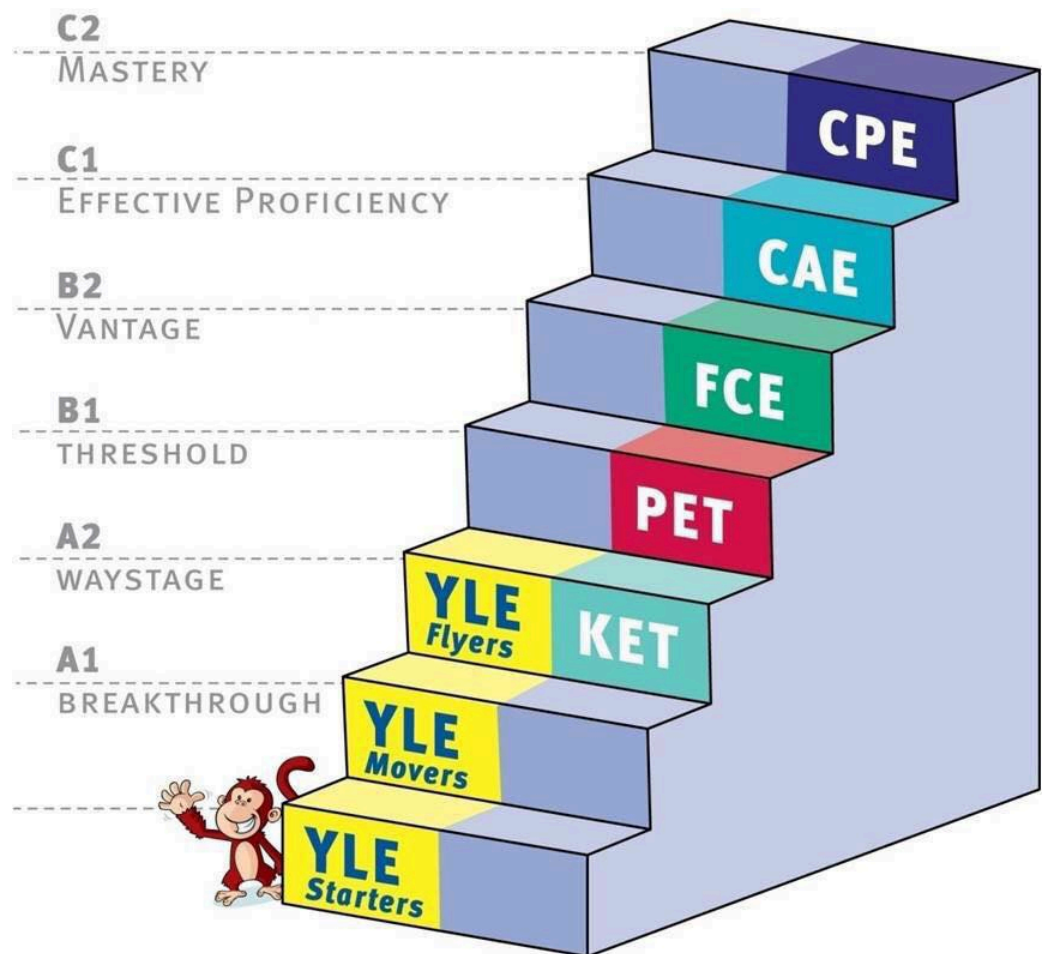 C2
MASTERY
CPE
C1
EFFECTIVE PROFICIENCY
CAE
B2
VANTAGE
FCE
B1
THRESHOLD
PET
A2
WAYSTAGE
YLE
Flyers
KET
A1
BREAKTHROUGH
YLE
Movers
YLE
Starters